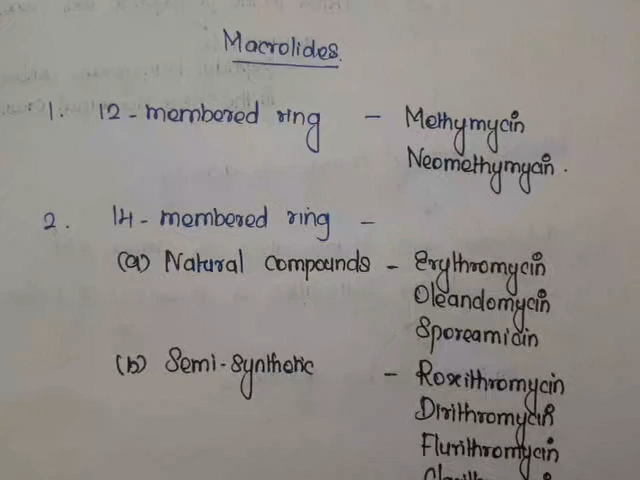 Macrolides.
1. 12-membered ring - Methymycin
Neomethymycin.
2. 14-membered ring -
(a) Natural compounds - Erythromycin
Oleandomycin
Sporeamicin
(b) Semi-synthetic - Roxithromycin
Dirithromycin
Flurithromycin